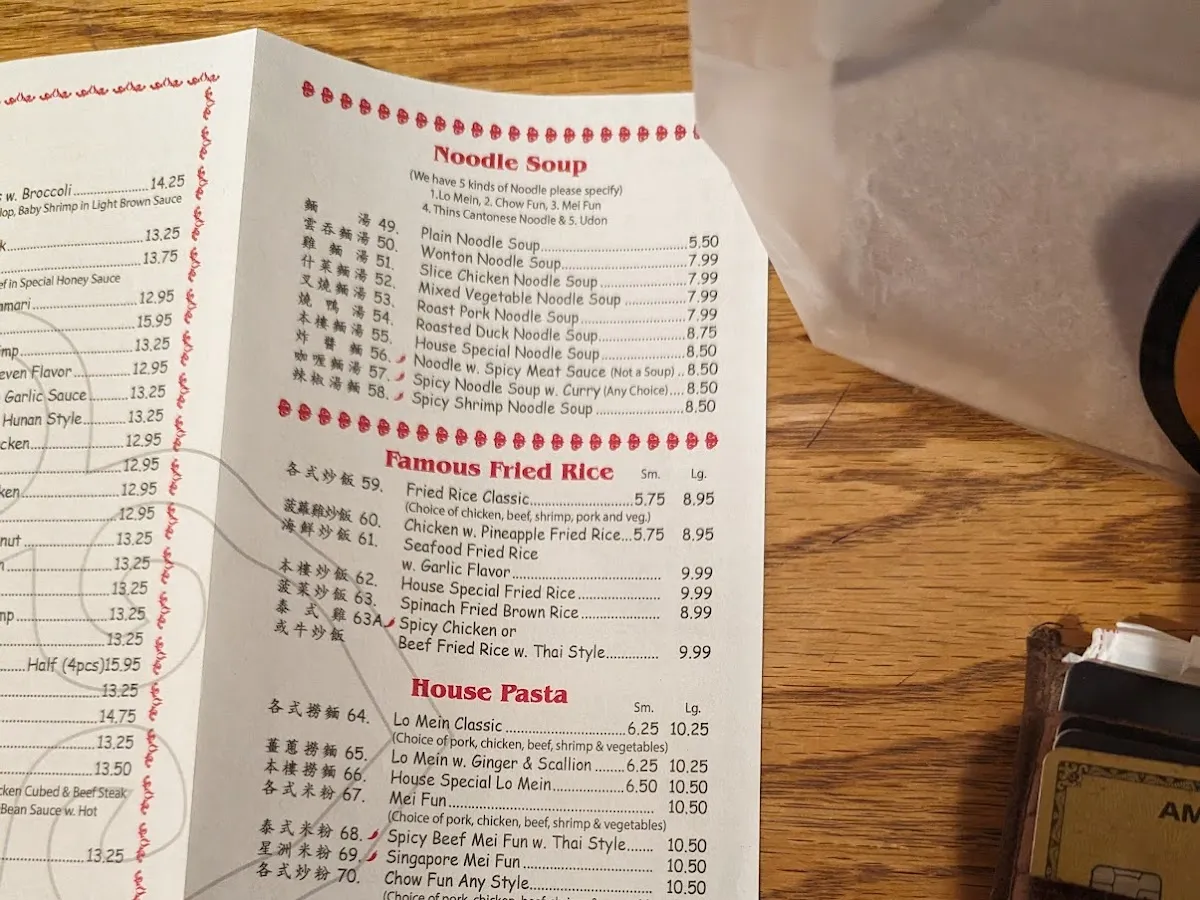 s w. Broccoli 14.25
lop, Baby Shrimp in Light Brown Sauce
k 13.25
13.75
ef in Special Honey Sauce
amari 12.95
15.95
mp 13.25
even Flavor 12.95
Garlic Sauce 13.25
Hunan Style 13.25
cken 12.95
12.95
ken 12.95
12.95
nut 13.25
n 13.25
13.25
mp 13.25
13.25
Half (4pcs)15.95
13.25
14.75
13.25
13.50
cken Cubed & Beef Steak
Bean Sauce w. Hot
13.25
Noodle Soup
(We have 5 kinds of Noodle please specify)
1.Lo Mein, 2. Chow Fun, 3. Mei Fun
4. Thins Cantonese Noodle & 5. Udon
麵湯 49. Plain Noodle Soup 5.50
雲吞麵湯 50. Wonton Noodle Soup 7.99
雞麵湯 51. Slice Chicken Noodle Soup 7.99
什菜麵湯 52. Mixed Vegetable Noodle Soup 7.99
叉燒麵湯 53. Roast Pork Noodle Soup 7.99
燒鴨湯 54. Roasted Duck Noodle Soup 8.75
本樓麵湯 55. House Special Noodle Soup 8.50
炸醬麵 56. Noodle w. Spicy Meat Sauce (Not a Soup) 8.50
咖喱麵湯 57. Spicy Noodle Soup w. Curry (Any Choice) 8.50
辣椒湯麵 58. Spicy Shrimp Noodle Soup 8.50
Famous Fried Rice Sm. Lg.
各式炒飯 59. Fried Rice Classic 5.75 8.95
(Choice of chicken, beef, shrimp, pork and veg.)
菠蘿雞炒飯 60. Chicken w. Pineapple Fried Rice 5.75 8.95
海鮮炒飯 61. Seafood Fried Rice
w. Garlic Flavor 9.99
本樓炒飯 62. House Special Fried Rice 9.99
菠菜炒飯 63. Spinach Fried Brown Rice 8.99
泰式雞 63A. Spicy Chicken or
或牛炒飯 Beef Fried Rice w. Thai Style 9.99
House Pasta
Sm. Lg.
各式撈麵 64. Lo Mein Classic 6.25 10.25
(Choice of pork, chicken, beef, shrimp & vegetables)
薑蔥撈麵 65. Lo Mein w. Ginger & Scallion 6.25 10.25
本樓撈麵 66. House Special Lo Mein 6.50 10.50
各式米粉 67. Mei Fun 10.50
(Choice of pork, chicken, beef, shrimp & vegetables)
泰式米粉 68. Spicy Beef Mei Fun w. Thai Style 10.50
星洲米粉 69. Singapore Mei Fun 10.50
各式炒粉 70. Chow Fun Any Style 10.50
(Choice of pork, chicken, beef, shrimp &
AM